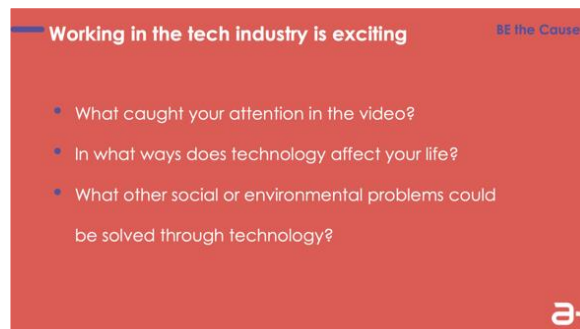 Working in the tech industry is exciting
BE the Cause
• What caught your attention in the video?
• In what ways does technology affect your life?
• What other social or environmental problems could
be solved through technology?
a